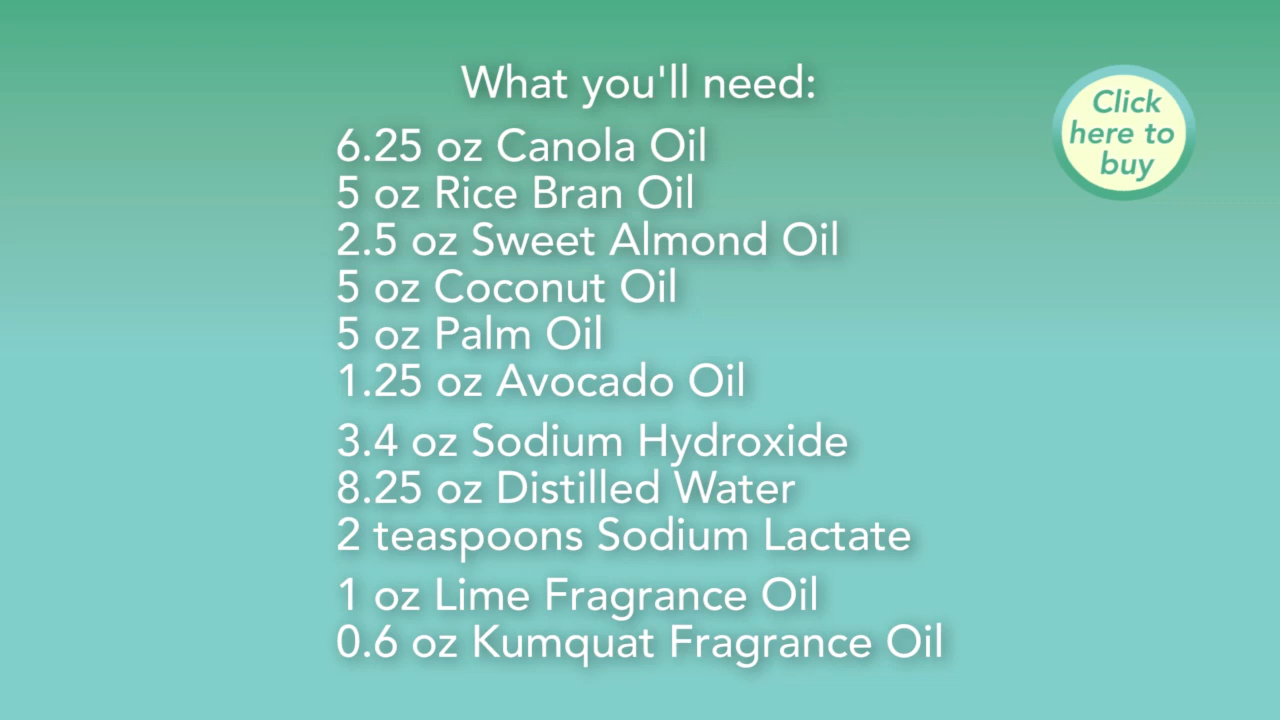 What you'll need:
6.25 oz Canola Oil
5 oz Rice Bran Oil
2.5 oz Sweet Almond Oil
5 oz Coconut Oil
5 oz Palm Oil
1.25 oz Avocado Oil
3.4 oz Sodium Hydroxide
8.25 oz Distilled Water
2 teaspoons Sodium Lactate
1 oz Lime Fragrance Oil
0.6 oz Kumquat Fragrance Oil
Click
here to
buy